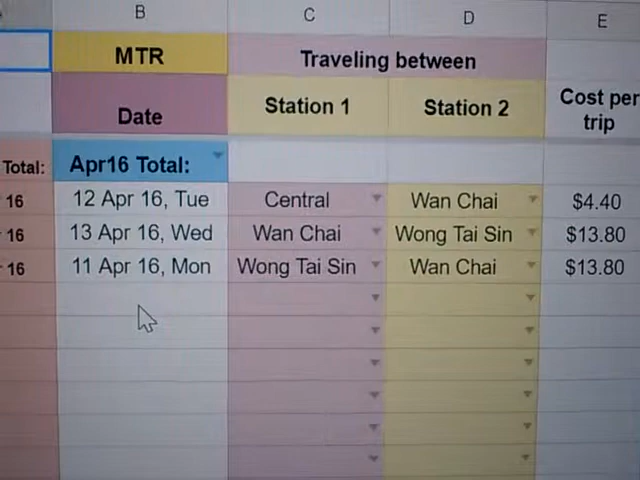 B C D E
MTR Traveling between
Date Station 1 Station 2 Cost per trip
Total: Apr16 Total:
16 12 Apr 16, Tue Central Wan Chai $4.40
16 13 Apr 16, Wed Wan Chai Wong Tai Sin $13.80
16 11 Apr 16, Mon Wong Tai Sin Wan Chai $13.80